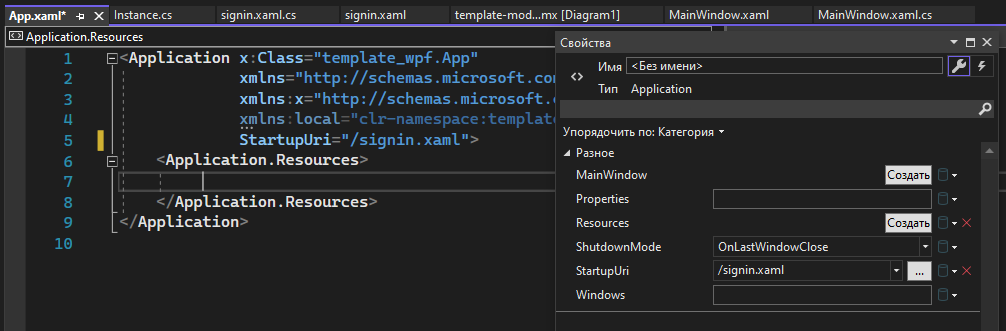 App.xaml* Instance.cs signin.xaml.cs signin.xaml template-mod...mx [Diagram1] MainWindow.xaml MainWindow.xaml.cs
Application.Resources
1 <Application x:Class="template_wpf.App"
2 xmlns="http://schemas.microsoft.co
3 xmlns:x="http://schemas.microsoft.c
4 xmlns:local="clr-namespace:template
5 StartupUri="/signin.xaml">
6 <Application.Resources>
7
8 </Application.Resources>
9 </Application>
10
Свойства
Имя <Без имени>
Тип Application
Упорядочить по: Категория
Разное
MainWindow Создать
Properties
Resources Создать
ShutdownMode OnLastWindowClose
StartupUri /signin.xaml ...
Windows